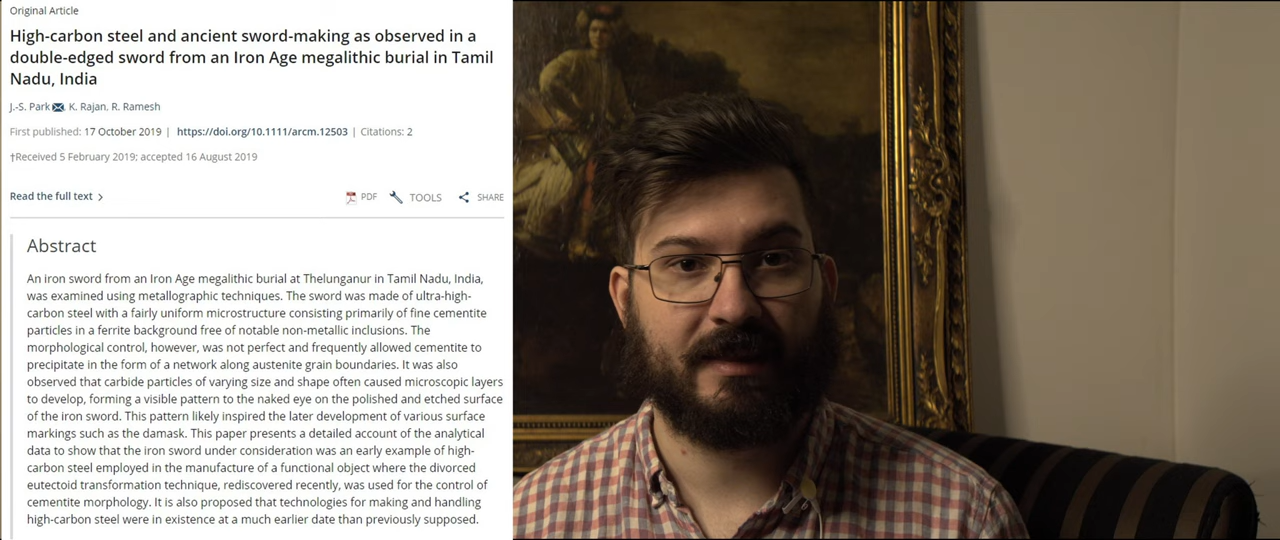 Original Article
High-carbon steel and ancient sword-making as observed in a
double-edged sword from an Iron Age megalithic burial in Tamil
Nadu, India
J.-S. Park, K. Rajan, R. Ramesh
First published: 17 October 2019 | https://doi.org/10.1111/arcm.12503 | Citations: 2
†Received 5 February 2019; accepted 16 August 2019
Read the full text
PDF TOOLS SHARE
Abstract
An iron sword from an Iron Age megalithic burial at Thelunganur in Tamil Nadu, India,
was examined using metallographic techniques. The sword was made of ultra-high-
carbon steel with a fairly uniform microstructure consisting primarily of fine cementite
particles in a ferrite background free of notable non-metallic inclusions. The
morphological control, however, was not perfect and frequently allowed cementite to
precipitate in the form of a network along austenite grain boundaries. It was also
observed that carbide particles of varying size and shape often caused microscopic layers
to develop, forming a visible pattern to the naked eye on the polished and etched surface
of the iron sword. This pattern likely inspired the later development of various surface
markings such as the damask. This paper presents a detailed account of the analytical
data to show that the iron sword under consideration was an early example of high-
carbon steel employed in the manufacture of a functional object where the divorced
eutectoid transformation technique, rediscovered recently, was used for the control of
cementite morphology. It is also proposed that technologies for making and handling
high-carbon steel were in existence at a much earlier date than previously supposed.